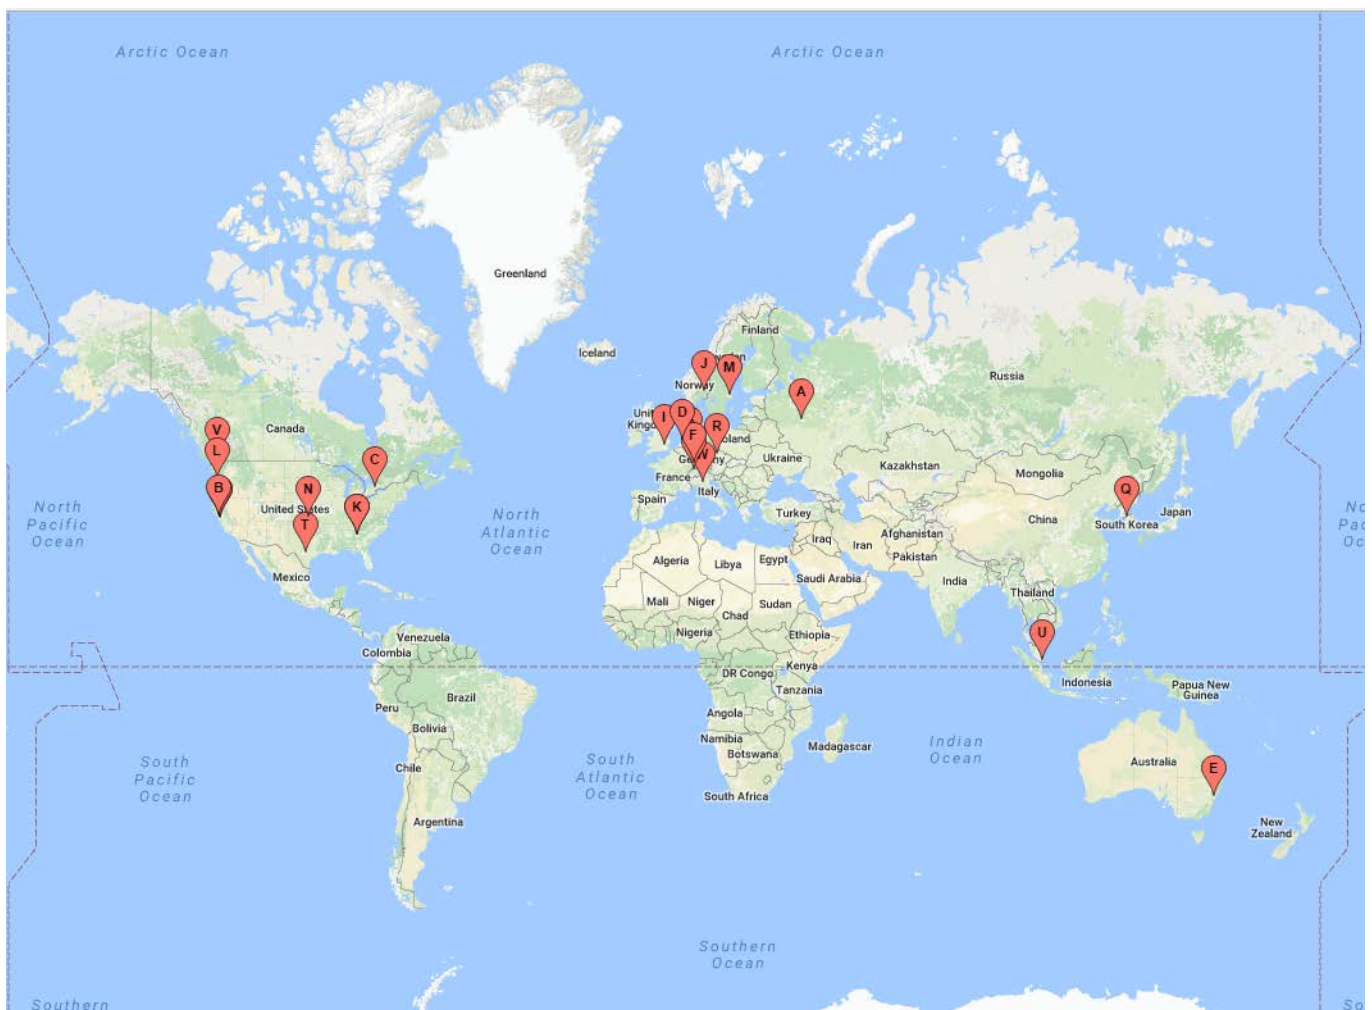 Arctic Ocean
Arctic Ocean
Greenland
Finland
Iceland
J
M
Norway
Russia
A
D
I
V
Canada
R
F
L
Ukraine
Kazakhstan
C
Mongolia
W
France
North
Pacific
Ocean
B
N
Spain
Italy
Q
United States
K
North
Atlantic
Ocean
Turkey
China
South Korea
Japan
T
Iraq
Iran
Afghanistan
Pakistan
Algeria
Libya
Egypt
Saudi Arabia
India
Mexico
Mali
Niger
Chad
Sudan
Thailand
Nigeria
Ethiopia
U
Venezuela
Colombia
DR Congo
Kenya
Tanzania
Indonesia
Papua New
Guinea
Brazil
Peru
Angola
Bolivia
Namibia
Botswana
Madagascar
Indian
Ocean
South
Pacific
Ocean
Chile
South
Atlantic
Ocean
South Africa
Australia
E
Argentina
New
Zealand
Southern
Ocean
Southern